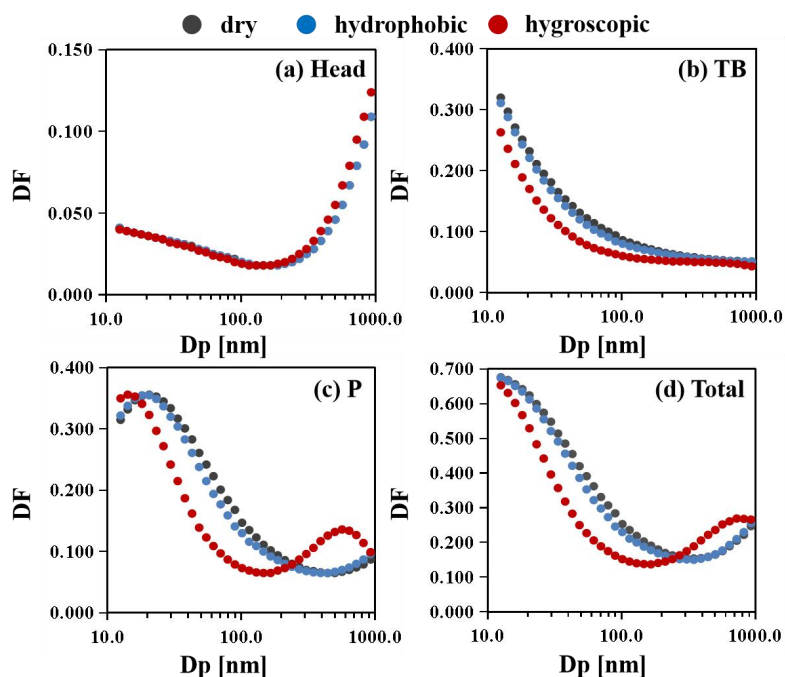 dry hydrophobic hygroscopic
(a) Head
0.150
0.100
0.050
0.000
DF
10.0 100.0 1000.0
Dp [nm]
(b) TB
0.400
0.300
0.200
0.100
0.000
DF
10.0 100.0 1000.0
Dp [nm]
(c) P
0.400
0.300
0.200
0.100
0.000
DF
10.0 100.0 1000.0
Dp [nm]
(d) Total
0.700
0.600
0.500
0.400
0.300
0.200
0.100
0.000
DF
10.0 100.0 1000.0
Dp [nm]